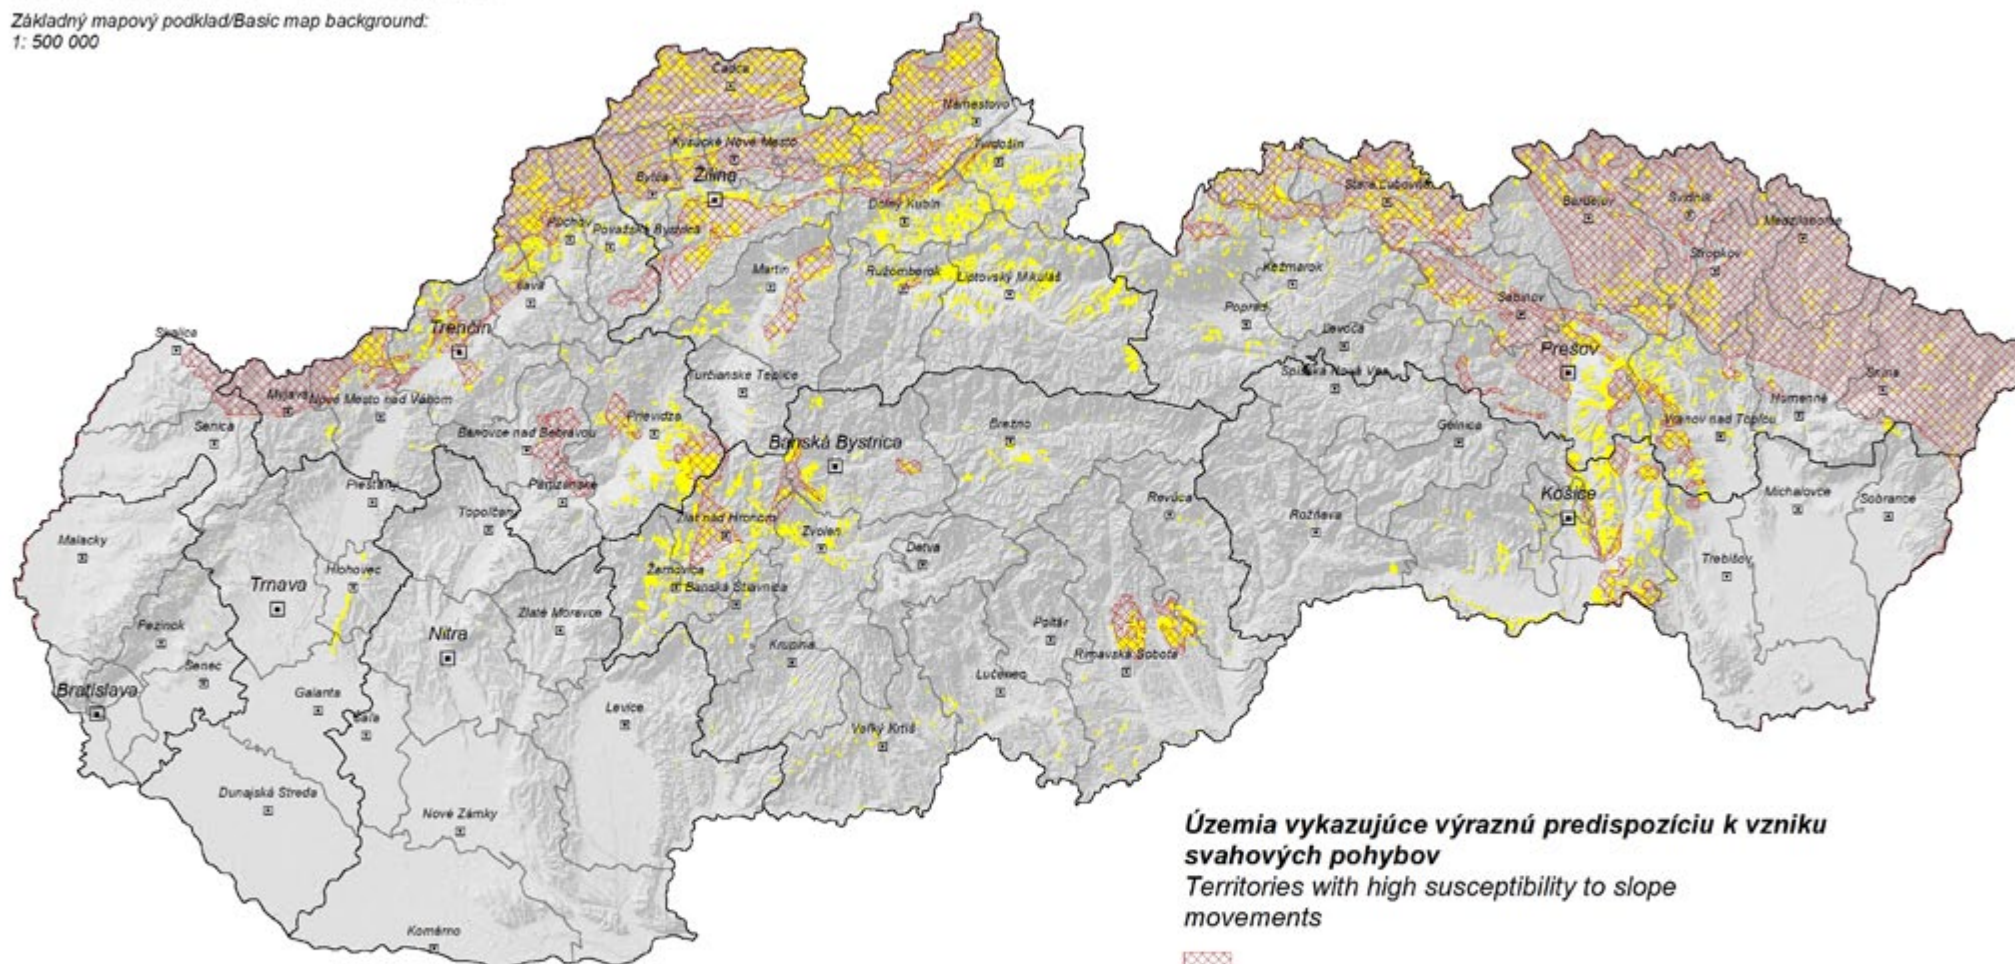 Základný mapový podklad/Basic map background:
1: 500 000
Čadca
Námestovo
Kysucké Nové Mesto
Tvrdošín
Bytča
Žilina
Stará Ľubovňa
Bardejov
Svidník
Dolný Kubín
Medzilaborce
Púchov
Považská Bystrica
Stropkov
Martin
Ružomberok
Liptovský Mikuláš
Kežmarok
Ilava
Sabinov
Poprad
Skalica
Trenčín
Levoča
Prešov
Turčianske Teplice
Spišská Nová Ves
Snina
Myjava
Nové Mesto nad Váhom
Humenné
Senica
Prievidza
Brezno
Vranov nad Topľou
Bánovce nad Bebravou
Banská Bystrica
Gelnica
Piešťany
Partizánske
Revúca
Košice
Michalovce
Sobrance
Topoľčany
Žiar nad Hronom
Rožňava
Malacky
Zvolen
Detva
Trebišov
Hlohovec
Žarnovica
Trnava
Banská Štiavnica
Zlaté Moravce
Pezinok
Nitra
Poltár
Krupina
Rimavská Sobota
Senec
Lučenec
Bratislava
Galanta
Levice
Šaľa
Veľký Krtíš
Dunajská Streda
Nové Zámky
Území vykazujúce výraznú predispozíciu k vzniku
svahových pohybov
Territories with high susceptibility to slope
movements
Komárno